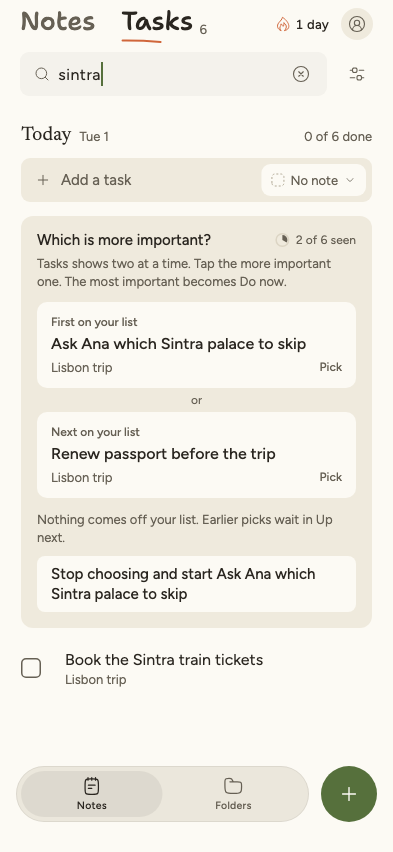 Notes Tasks 6 1 day
sintra
Today Tue 1 0 of 6 done
Add a task No note
Which is more important? 2 of 6 seen
Tasks shows two at a time. Tap the more important
one. The most important becomes Do now.
First on your list
Ask Ana which Sintra palace to skip
Lisbon trip Pick
or
Next on your list
Renew passport before the trip
Lisbon trip Pick
Nothing comes off your list. Earlier picks wait in Up
next.
Stop choosing and start Ask Ana which
Sintra palace to skip
Book the Sintra train tickets
Lisbon trip
Notes Folders